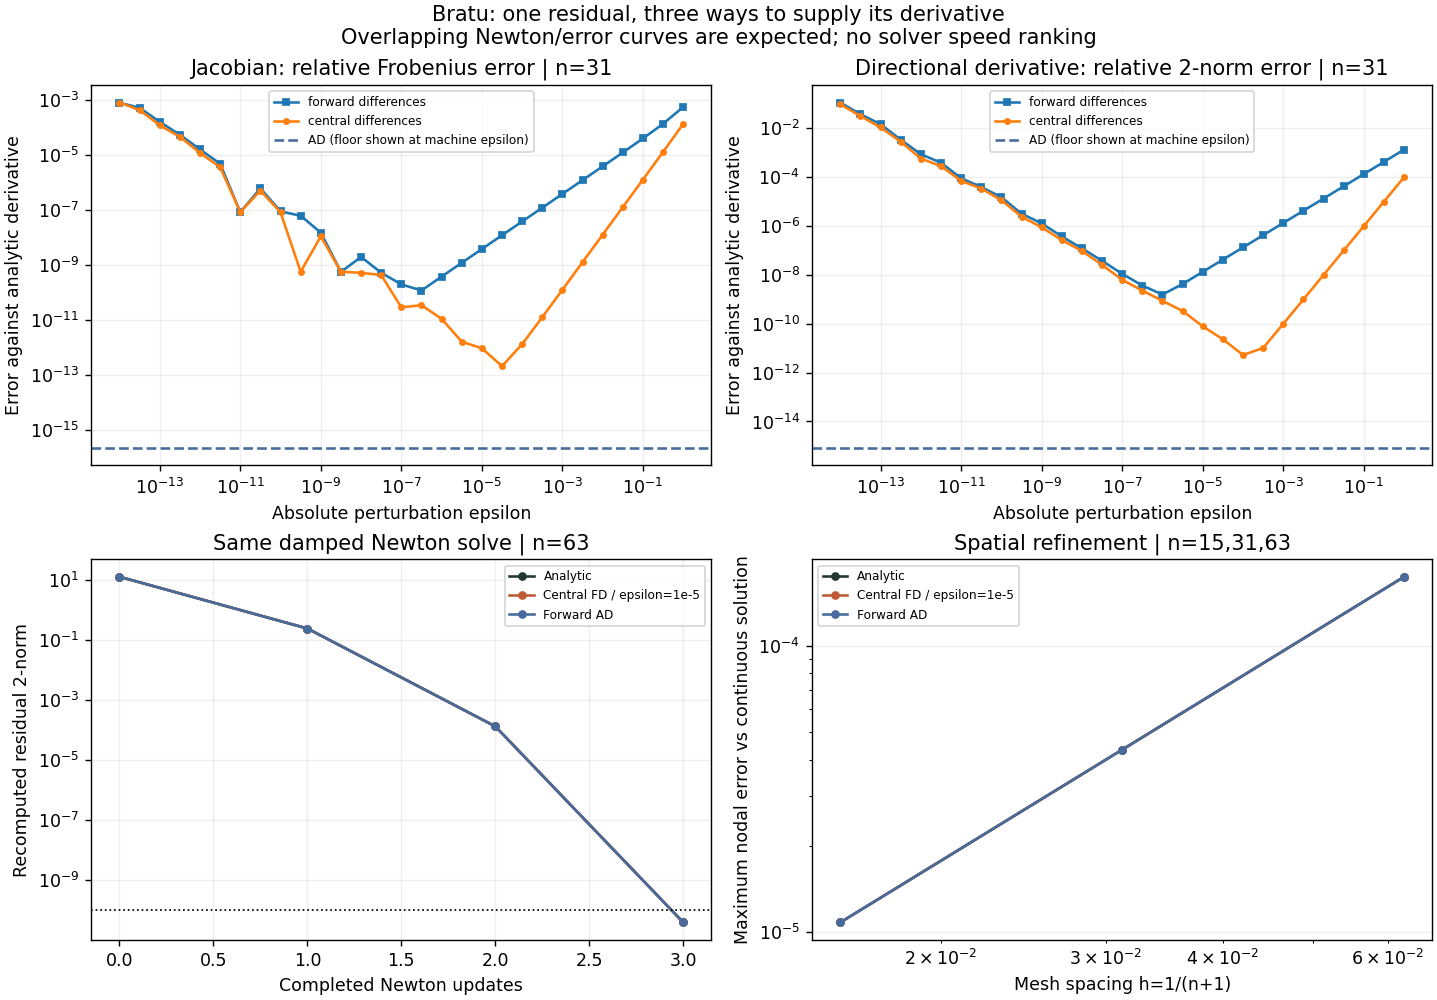 Bratu: one residual, three ways to supply its derivative
Overlapping Newton/error curves are expected; no solver speed ranking
Jacobian: relative Frobenius error | n=31
forward differences
central differences
AD (floor shown at machine epsilon)
Error against analytic derivative
10⁻³
10⁻⁵
10⁻⁷
10⁻⁹
10⁻¹¹
10⁻¹³
10⁻¹⁵
10⁻¹³ 10⁻¹¹ 10⁻⁹ 10⁻⁷ 10⁻⁵ 10⁻³ 10⁻¹
Absolute perturbation epsilon
Directional derivative: relative 2-norm error | n=31
forward differences
central differences
AD (floor shown at machine epsilon)
Error against analytic derivative
10⁻²
10⁻⁴
10⁻⁶
10⁻⁸
10⁻¹⁰
10⁻¹²
10⁻¹⁴
10⁻¹³ 10⁻¹¹ 10⁻⁹ 10⁻⁷ 10⁻⁵ 10⁻³ 10⁻¹
Absolute perturbation epsilon
Same damped Newton solve | n=63
Analytic
Central FD / epsilon=1e-5
Forward AD
Recomputed residual 2-norm
10¹
10⁻¹
10⁻³
10⁻⁵
10⁻⁷
10⁻⁹
0.0 0.5 1.0 1.5 2.0 2.5 3.0
Completed Newton updates
Spatial refinement | n=15,31,63
Analytic
Central FD / epsilon=1e-5
Forward AD
Maximum nodal error vs continuous solution
10⁻⁴
10⁻⁵
2 × 10⁻² 3 × 10⁻² 4 × 10⁻² 6 × 10⁻²
Mesh spacing h=1/(n+1)